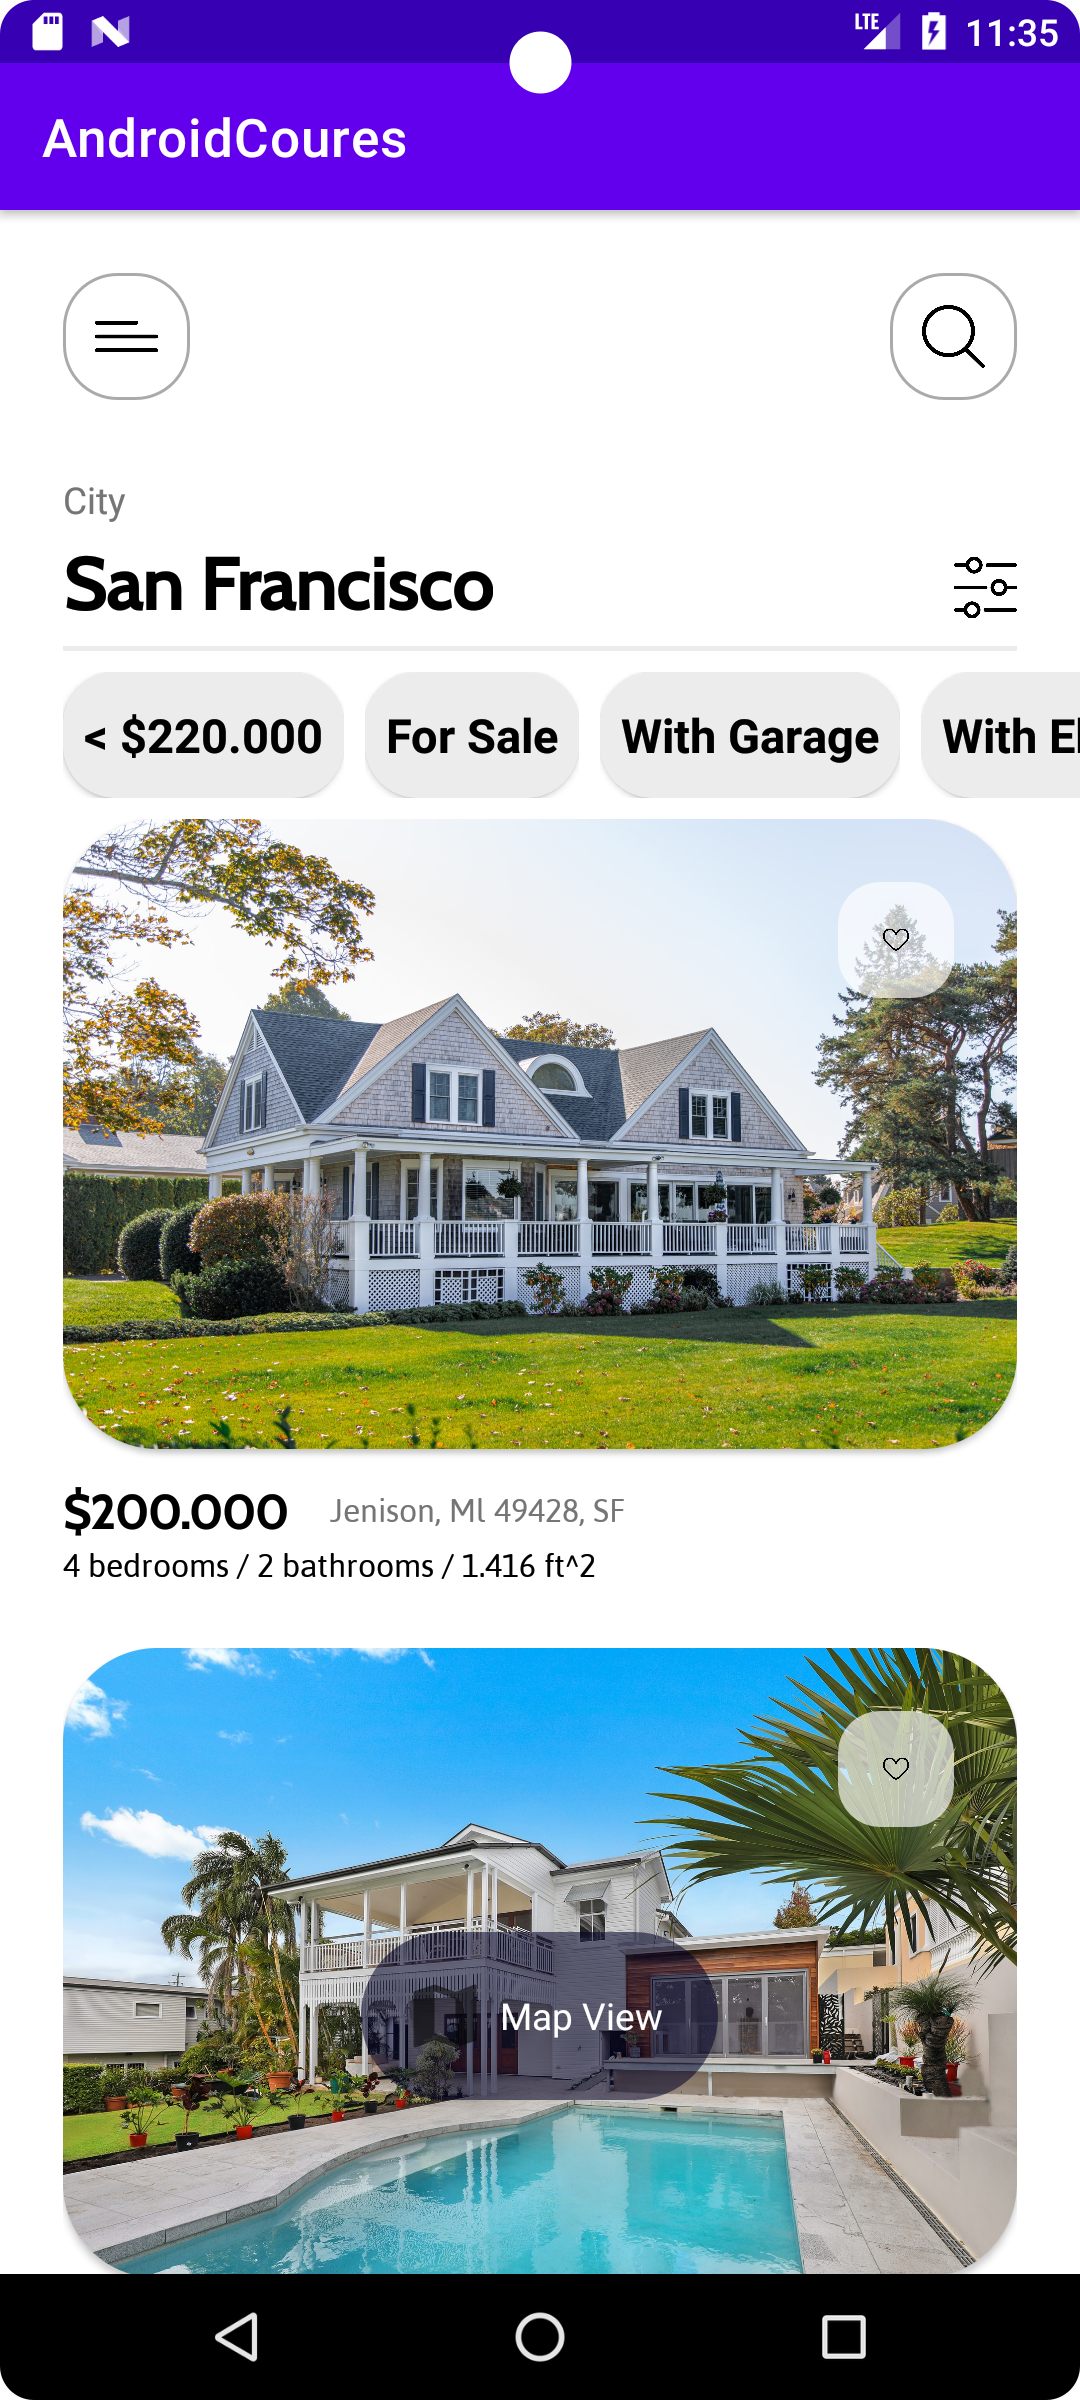 LTE 11:35
AndroidCoures
City
San Francisco
< $220.000 For Sale With Garage With
$200.000 Jenison, Ml 49428, SF
4 bedrooms / 2 bathrooms / 1.416 ft^2
Map View